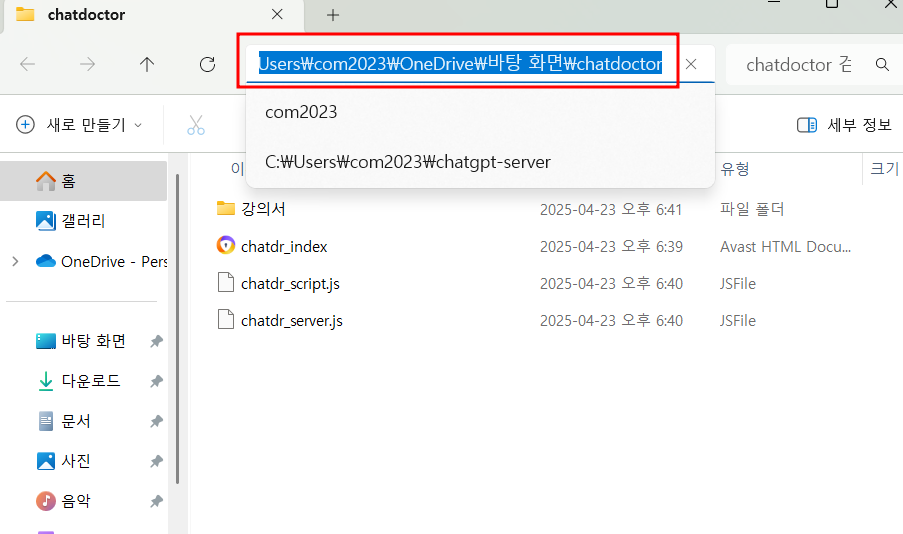 chatdoctor
Users₩com2023₩OneDrive₩바탕 화면₩chatdoctor
chatdoctor 검
com2023
C:₩Users₩com2023₩chatgpt-server
새로 만들기
세부 정보
이
유형
크기
홈
갤러리
OneDrive - Pers
바탕 화면
다운로드
문서
사진
음악
강의서 2025-04-23 오후 6:41 파일 폴더
chatdr_index 2025-04-23 오후 6:39 Avast HTML Docu...
chatdr_script.js 2025-04-23 오후 6:40 JSFile
chatdr_server.js 2025-04-23 오후 6:40 JSFile